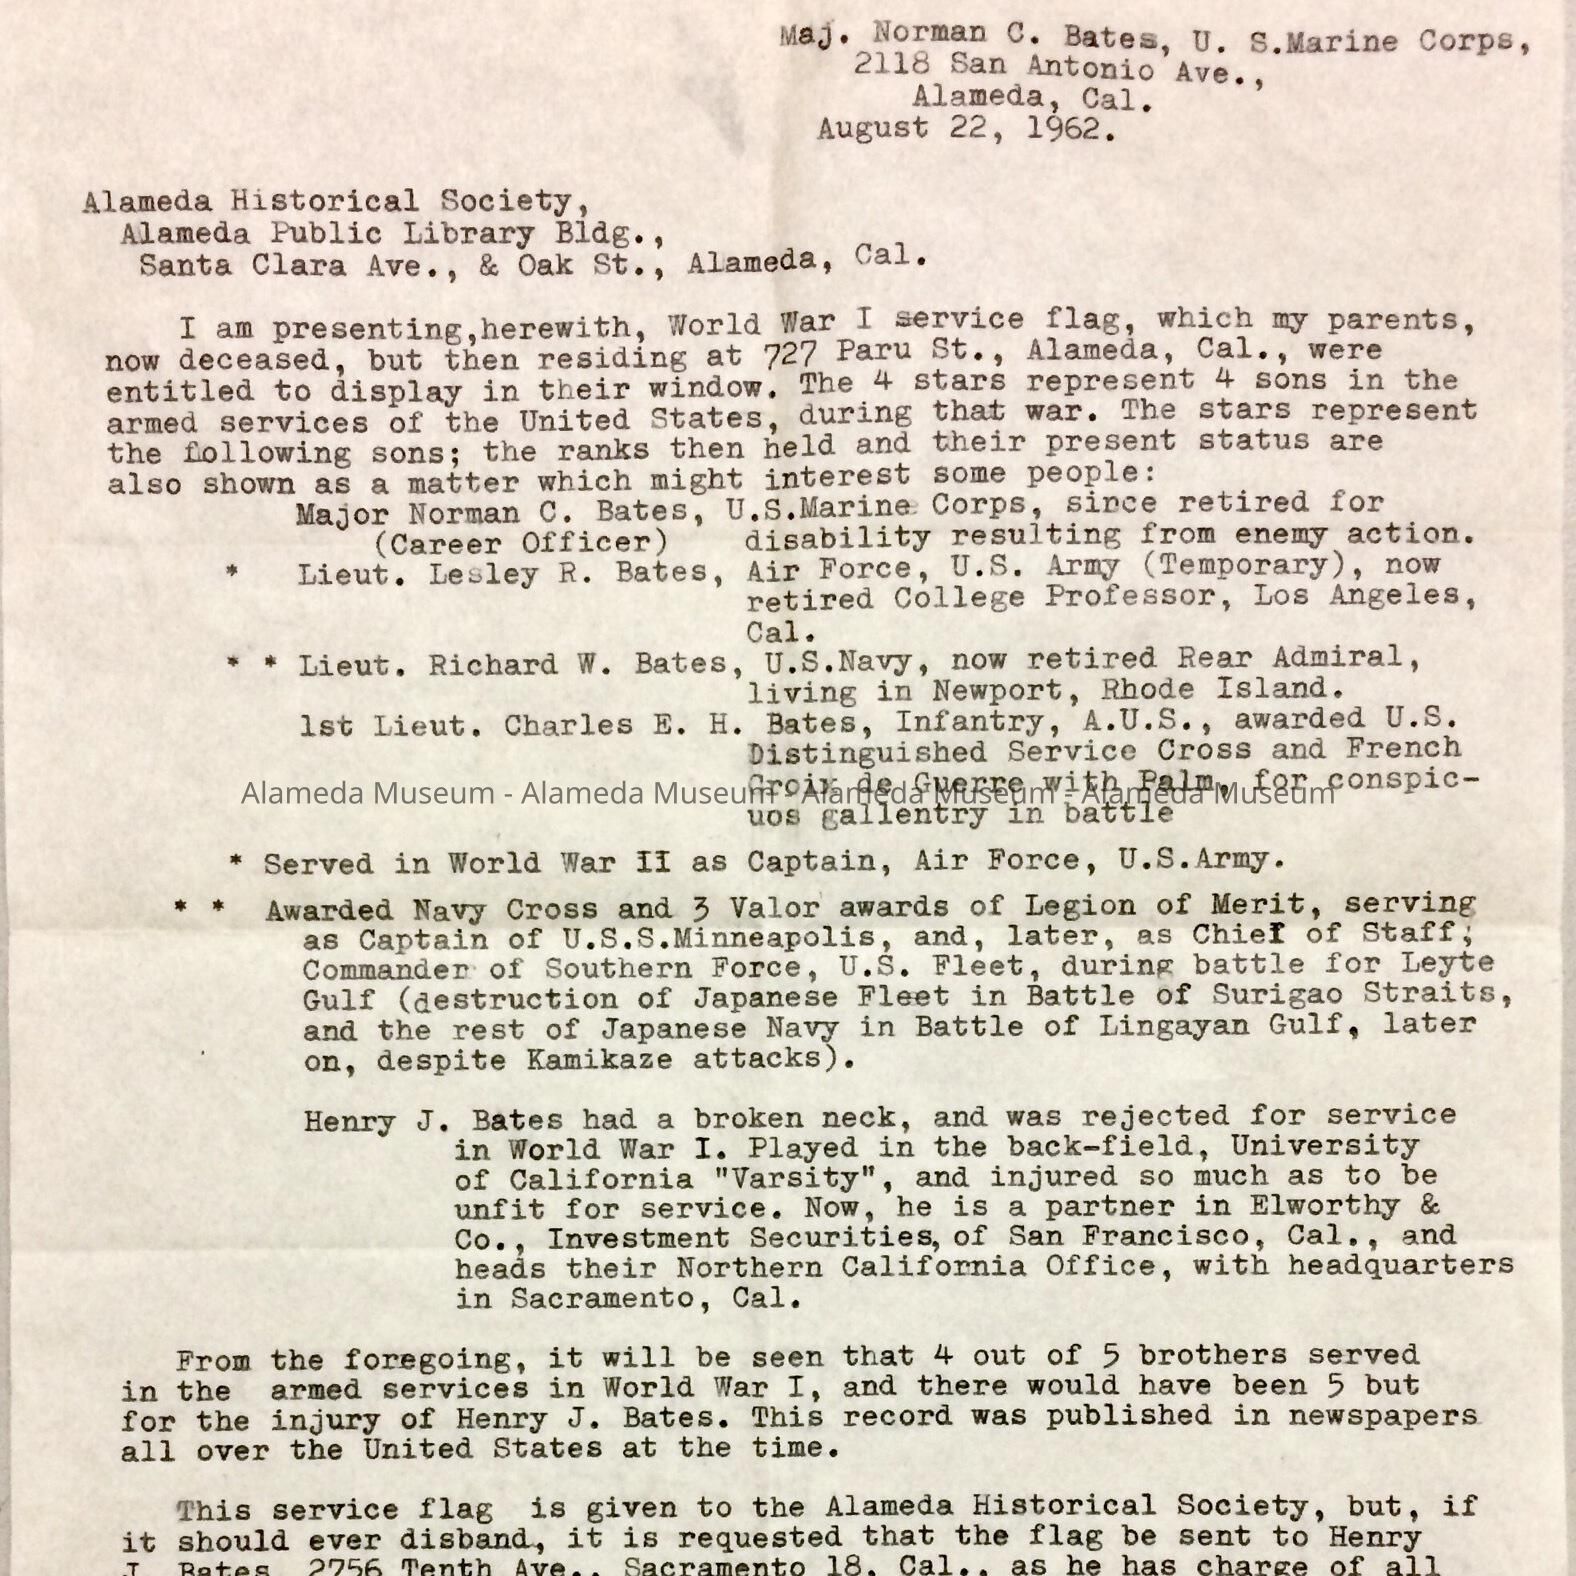 Maj. Norman C. Bates, U. S.Marine Corps,
2118 San Antonio Ave.,
Alameda, Cal.
August 22, 1962.
Alameda Historical Society,
Alameda Public Library Bldg.,
Santa Clara Ave., & Oak St., Alameda, Cal.
I am presenting,herewith, World War I service flag, which my parents,
now deceased, but then residing at 727 Paru St., Alameda, Cal., were
entitled to display in their window. The 4 stars represent 4 sons in the
armed services of the United States, during that war. The stars represent
the following sons; the ranks then held and their present status are
also shown as a matter which might interest some people:
Major Norman C. Bates, U.S.Marine Corps, since retired for
(Career Officer) disability resulting from enemy action.
* Lieut. Lesley R. Bates, Air Force, U.S. Army (Temporary), now
retired College Professor, Los Angeles,
Cal.
* * Lieut. Richard W. Bates, U.S.Navy, now retired Rear Admiral,
living in Newport, Rhode Island.
1st Lieut. Charles E. H. Bates, Infantry, A.U.S., awarded U.S.
Distinguished Service Cross and French
Croix de Guerre with Palm, for conspic-
Alameda Museum - Alameda Museum - Alameda Museum - Alameda Museum
uos gallentry in battle
* Served in World War II as Captain, Air Force, U.S.Army.
* * Awarded Navy Cross and 3 Valor awards of Legion of Merit, serving
as Captain of U.S.S.Minneapolis, and, later, as Chief of Staff,
Commander of Southern Force, U.S. Fleet, during battle for Leyte
Gulf (destruction of Japanese Fleet in Battle of Surigao Straits,
and the rest of Japanese Navy in Battle of Lingayan Gulf, later
on, despite Kamikaze attacks).
Henry J. Bates had a broken neck, and was rejected for service
in World War I. Played in the back-field, University
of California "Varsity", and injured so much as to be
unfit for service. Now, he is a partner in Elworthy &
Co., Investment Securities, of San Francisco, Cal., and
heads their Northern California Office, with headquarters
in Sacramento, Cal.
From the foregoing, it will be seen that 4 out of 5 brothers served
in the armed services in World War I, and there would have been 5 but
for the injury of Henry J. Bates. This record was published in newspapers
all over the United States at the time.
This service flag is given to the Alameda Historical Society, but, if
it should ever disband, it is requested that the flag be sent to Henry
J. Bates, 2756 Tenth Ave., Sacramento 18, Cal., as he has charge of all